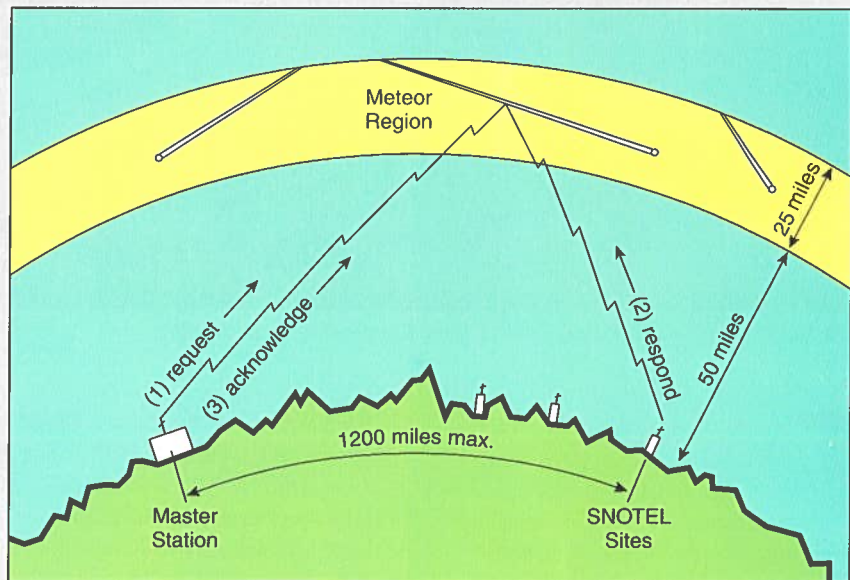 Meteor
Region
25 miles
50 miles
(1) request
(3) acknowledge
(2) respond
1200 miles max.
Master
Station
SNOTEL
Sites